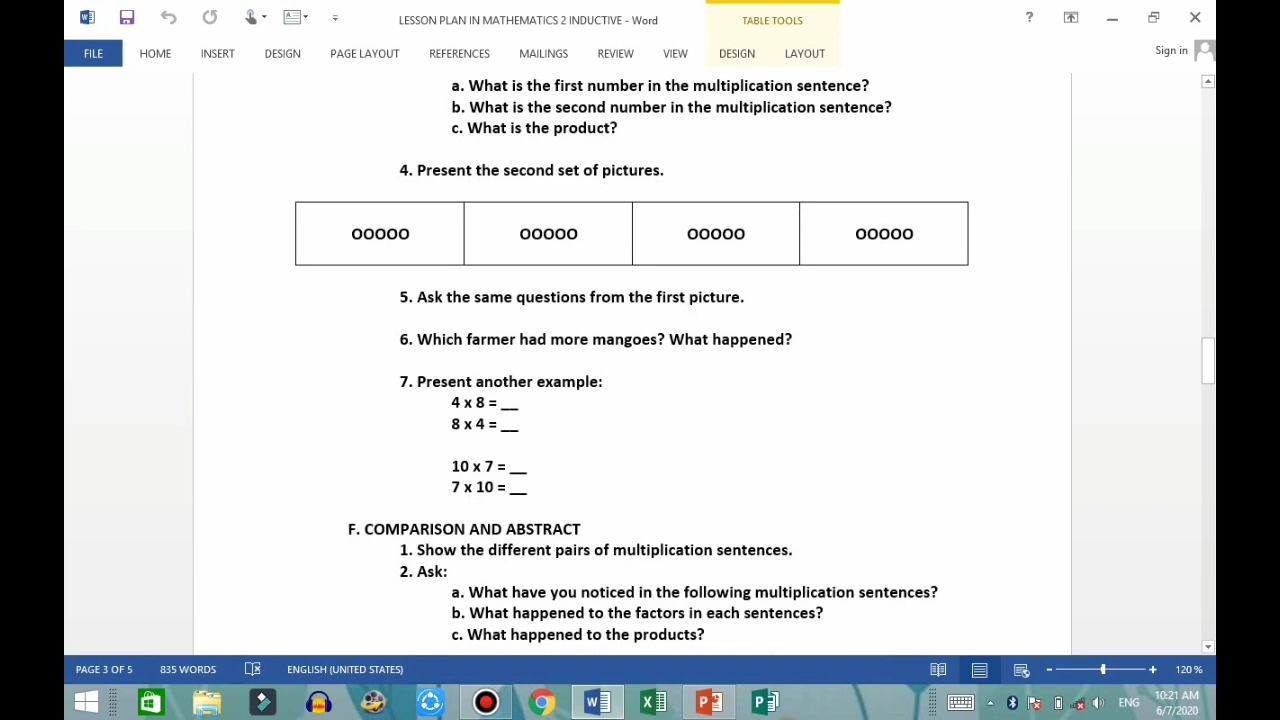 LESSON PLAN IN MATHEMATICS 2 INDUCTIVE - Word
TABLE TOOLS
?
Sign in
FILE HOME INSERT DESIGN PAGE LAYOUT REFERENCES MAILINGS REVIEW VIEW DESIGN LAYOUT
a. What is the first number in the multiplication sentence?
b. What is the second number in the multiplication sentence?
c. What is the product?
4. Present the second set of pictures.
OOOOO OOOOO OOOOO OOOOO
5. Ask the same questions from the first picture.
6. Which farmer had more mangoes? What happened?
7. Present another example:
4 x 8 = __
8 x 4 = __
10 x 7 = __
7 x 10 = __
F. COMPARISON AND ABSTRACT
1. Show the different pairs of multiplication sentences.
2. Ask:
a. What have you noticed in the following multiplication sentences?
b. What happened to the factors in each sentences?
c. What happened to the products?
PAGE 3 OF 5 835 WORDS ENGLISH (UNITED STATES) 120 %
ENG
10:21 AM
6/7/2020